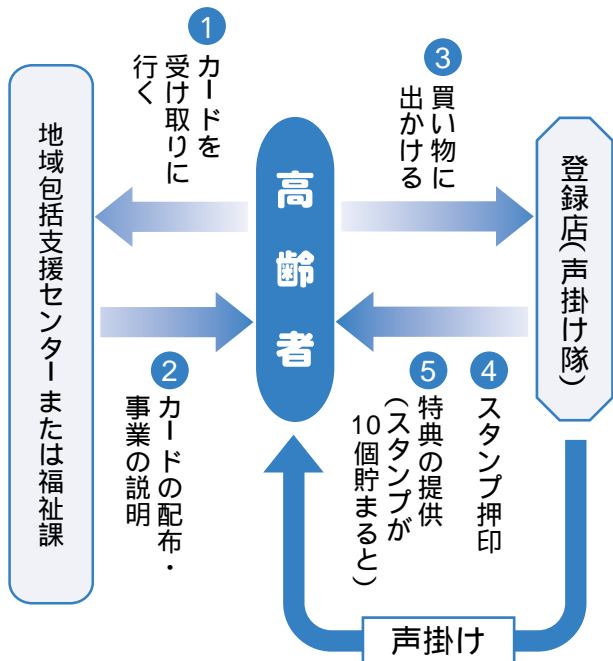 1
カードを
受け取りに
行く
3
買い物に
出かける
地域包括支援センターまたは福祉課
高齢者
登録店(声掛け隊)
2
カードの配布・
事業の説明
4
スタンプ押印
5
特典の提供
(スタンプが
10個貯まると)
声掛け